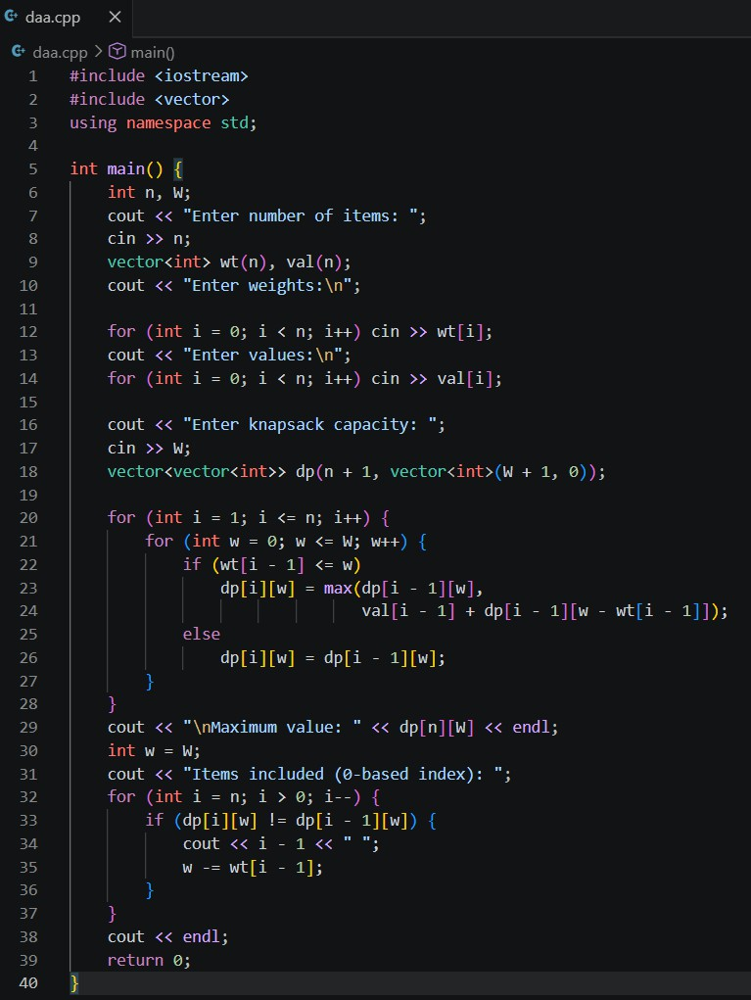 daa.cpp
daa.cpp > main()
1 #include <iostream>
2 #include <vector>
3 using namespace std;
4
5 int main() {
6     int n, W;
7     cout << "Enter number of items: ";
8     cin >> n;
9     vector<int> wt(n), val(n);
10     cout << "Enter weights:\n";
11
12     for (int i = 0; i < n; i++) cin >> wt[i];
13     cout << "Enter values:\n";
14     for (int i = 0; i < n; i++) cin >> val[i];
15
16     cout << "Enter knapsack capacity: ";
17     cin >> W;
18     vector<vector<int>> dp(n + 1, vector<int>(W + 1, 0));
19
20     for (int i = 1; i <= n; i++) {
21         for (int w = 0; w <= W; w++) {
22             if (wt[i - 1] <= w)
23                 dp[i][w] = max(dp[i - 1][w],
24                                val[i - 1] + dp[i - 1][w - wt[i - 1]]);
25             else
26                 dp[i][w] = dp[i - 1][w];
27         }
28     }
29     cout << "\nMaximum value: " << dp[n][W] << endl;
30     int w = W;
31     cout << "Items included (0-based index): ";
32     for (int i = n; i > 0; i--) {
33         if (dp[i][w] != dp[i - 1][w]) {
34             cout << i - 1 << " ";
35             w -= wt[i - 1];
36         }
37     }
38     cout << endl;
39     return 0;
40 }